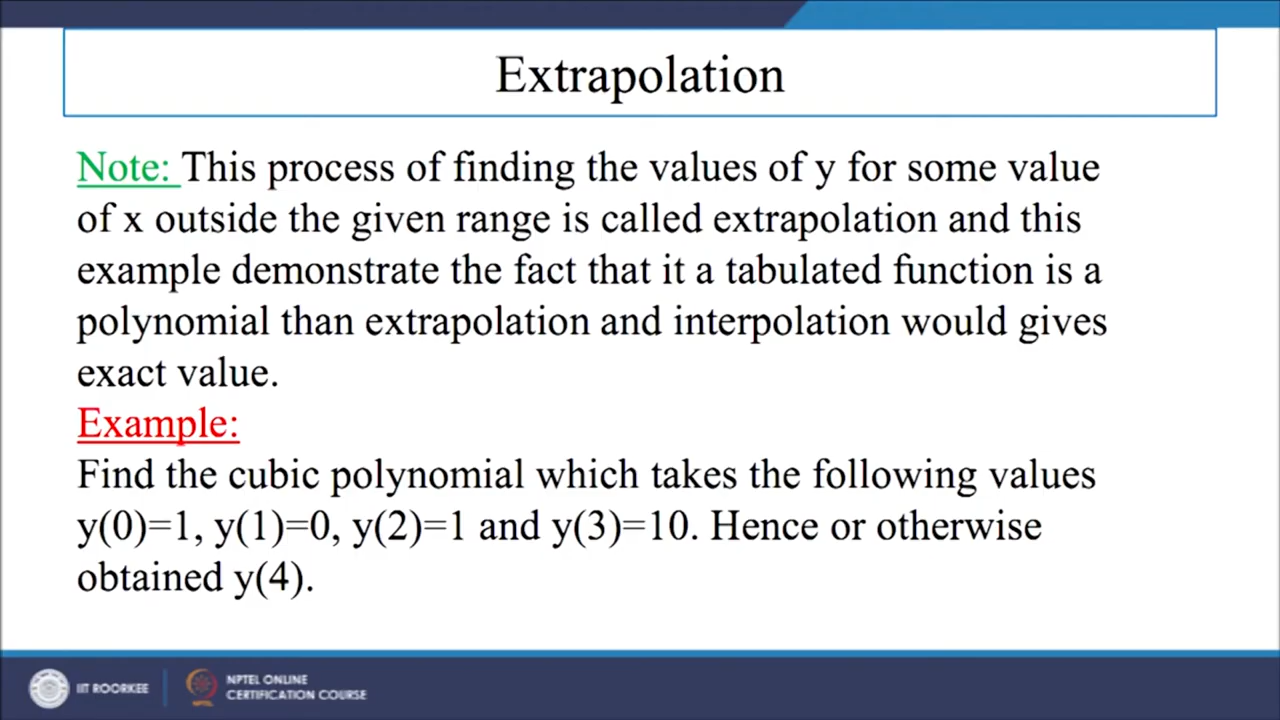 Extrapolation
Note: This process of finding the values of y for some value
of x outside the given range is called extrapolation and this
example demonstrate the fact that it a tabulated function is a
polynomial than extrapolation and interpolation would gives
exact value.
Example:
Find the cubic polynomial which takes the following values
y(0)=1, y(1)=0, y(2)=1 and y(3)=10. Hence or otherwise
obtained y(4).
IIT ROORKEE
NPTEL ONLINE
CERTIFICATION COURSE